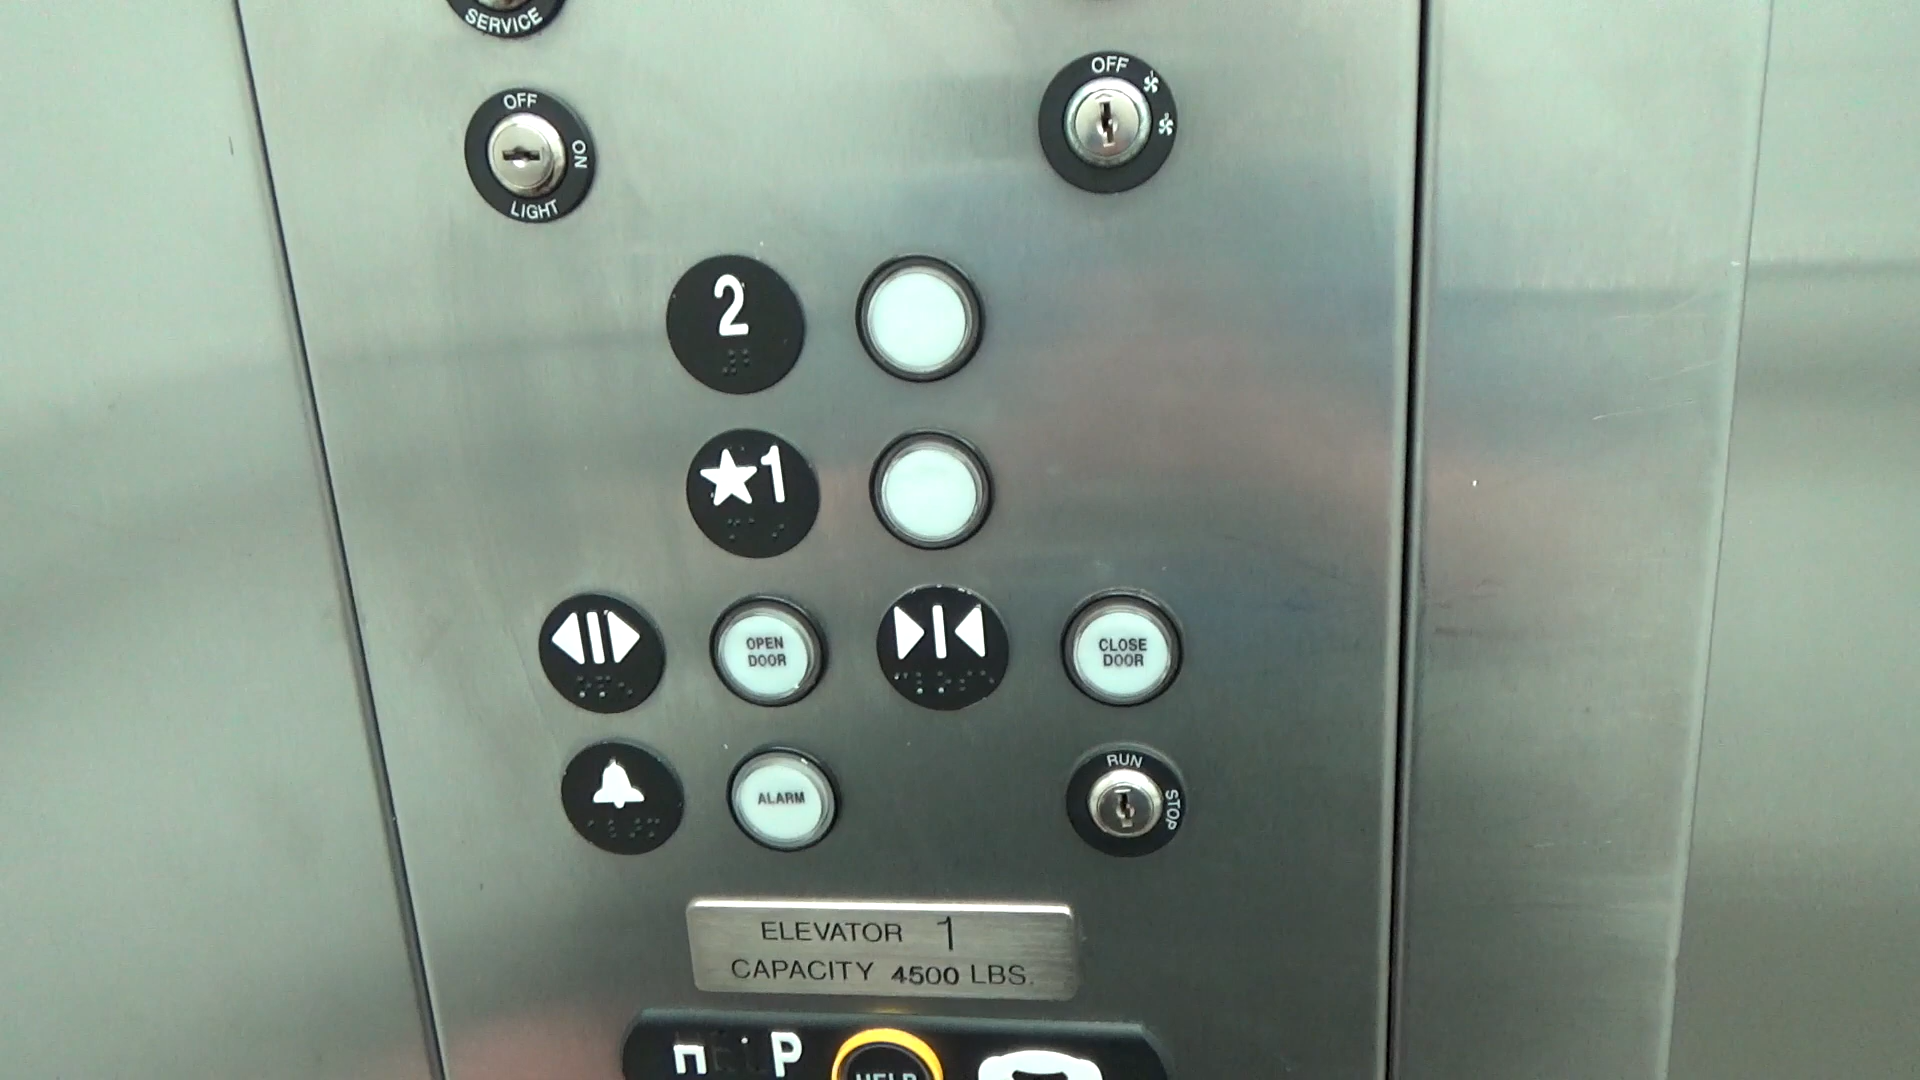 SERVICE
OFF
ON
LIGHT
OFF
2
★1
OPEN
DOOR
CLOSE
DOOR
ALARM
RUN
STOP
ELEVATOR 1
CAPACITY 4500 LBS.
HELP
HELP